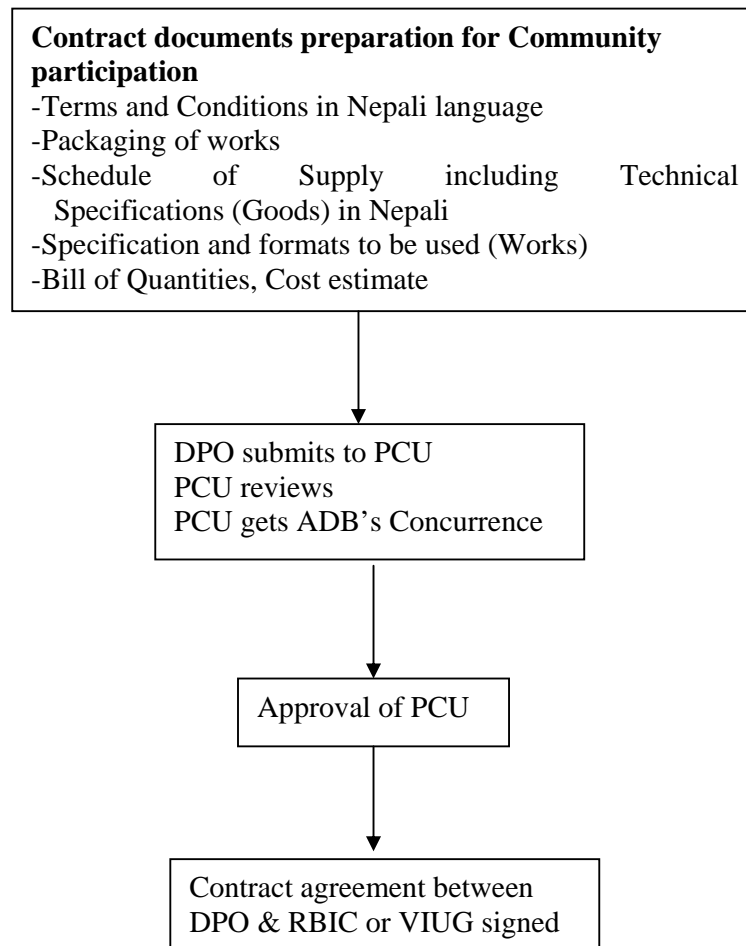 Contract documents preparation for Community
participation
-Terms and Conditions in Nepali language
-Packaging of works
-Schedule of Supply including Technical
Specifications (Goods) in Nepali
-Specification and formats to be used (Works)
-Bill of Quantities, Cost estimate
DPO submits to PCU
PCU reviews
PCU gets ADB’s Concurrence
Approval of PCU
Contract agreement between
DPO & RBIC or VIUG signed